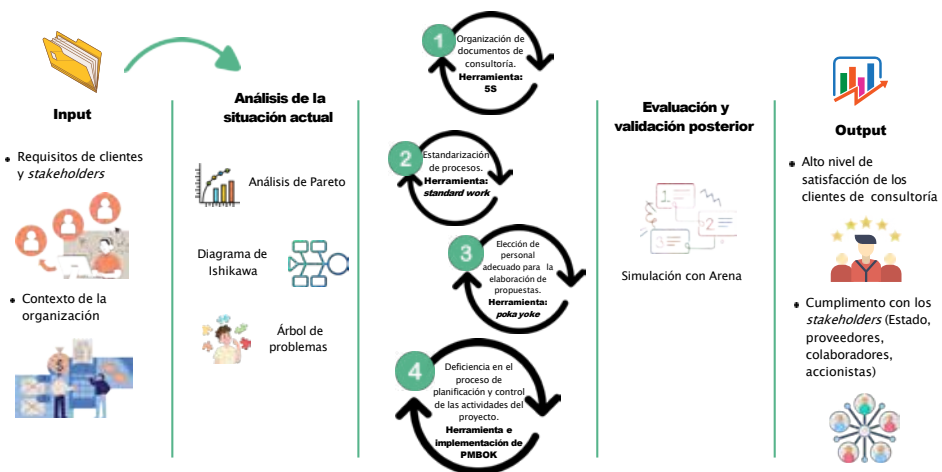 Input
• Requisitos de clientes
y stakeholders
• Contexto de la
organización
Análisis de la
situación actual
Análisis de Pareto
Diagrama de
Ishikawa
Árbol de
problemas
1
Organización de
documentos de
consultoría.
Herramienta:
5S
2
Estandarización
de procesos.
Herramienta:
standard work
3
Elección de
personal
adecuado para la
elaboración de
propuestas.
Herramienta:
poka yoke
4
Deficiencia en el
proceso de
planificación y control
de las actividades del
proyecto.
Herramienta e
implementación de
PMBOK
Evaluación y
validación posterior
1
2
3
Simulación con Arena
Output
• Alto nivel de
satisfacción de los
clientes de consultoría
• Cumplimento con los
stakeholders (Estado,
proveedores,
colaboradores,
accionistas)